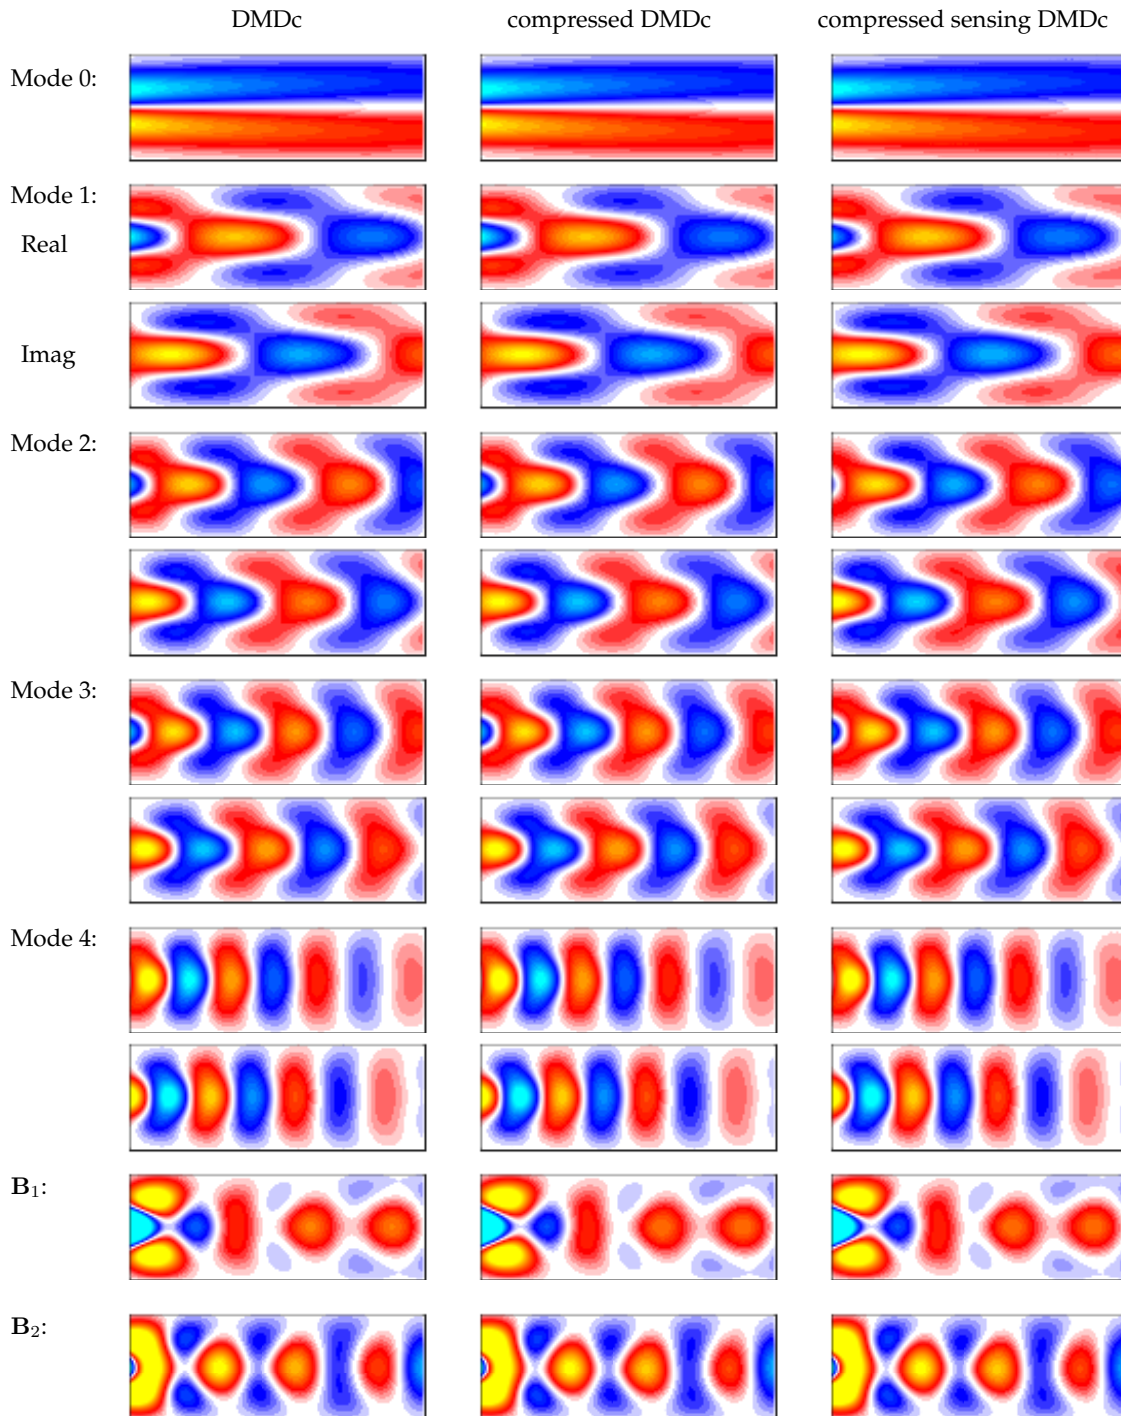 DMDc compressed DMDc compressed sensing DMDc
Mode 0:
Mode 1:
Real
Imag
Mode 2:
Mode 3:
Mode 4:
B₁:
B₂: